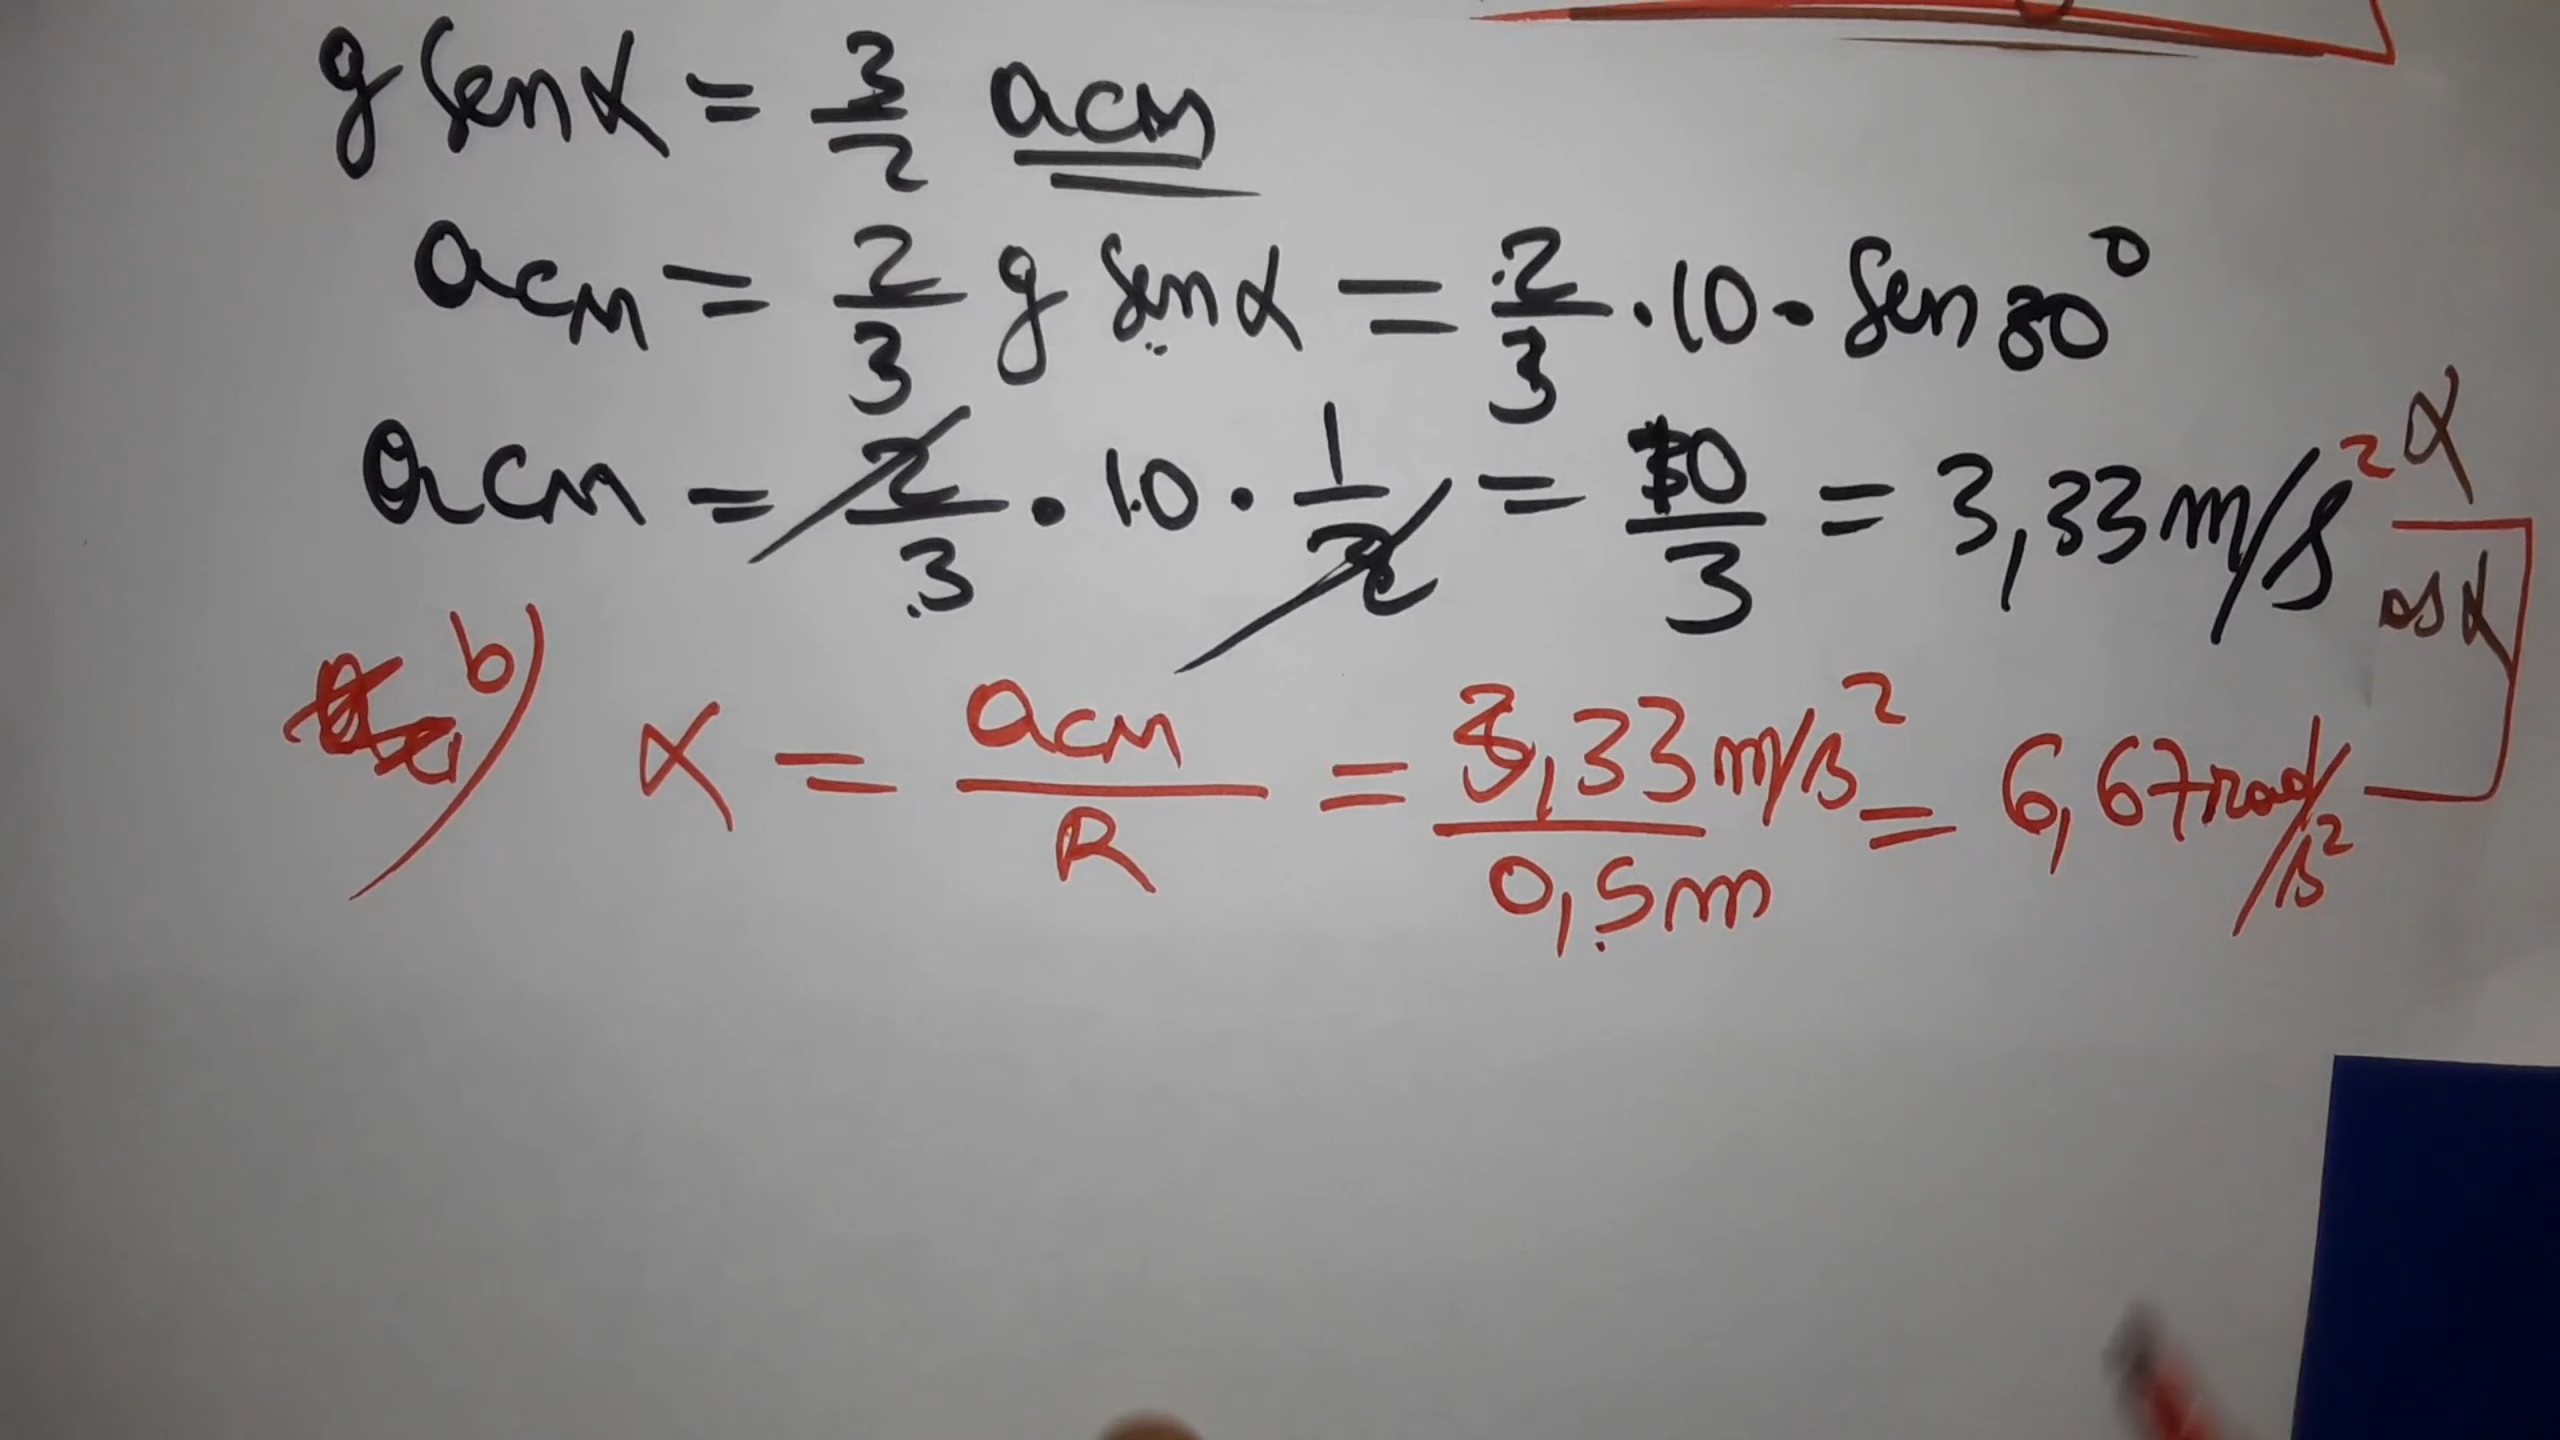 g sen α = 3/2 acm
acm = 2/3 g sen α = 2/3 · 10 · sen 30°
acm = 2/3 · 10 · 1/2 = 10/3 = 3,33 m/s²
α
os α
b) α = acm/R = 3,33 m/s² / 0,5 m = 6,67 rad/s²